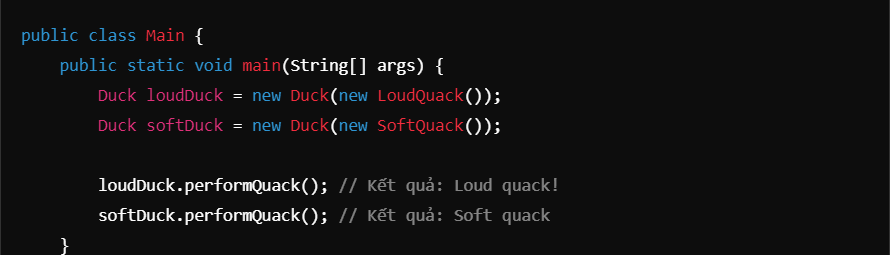 public class Main {
    public static void main(String[] args) {
        Duck loudDuck = new Duck(new LoudQuack());
        Duck softDuck = new Duck(new SoftQuack());

        loudDuck.performQuack(); // Kết quả: Loud quack!
        softDuck.performQuack(); // Kết quả: Soft quack
    }